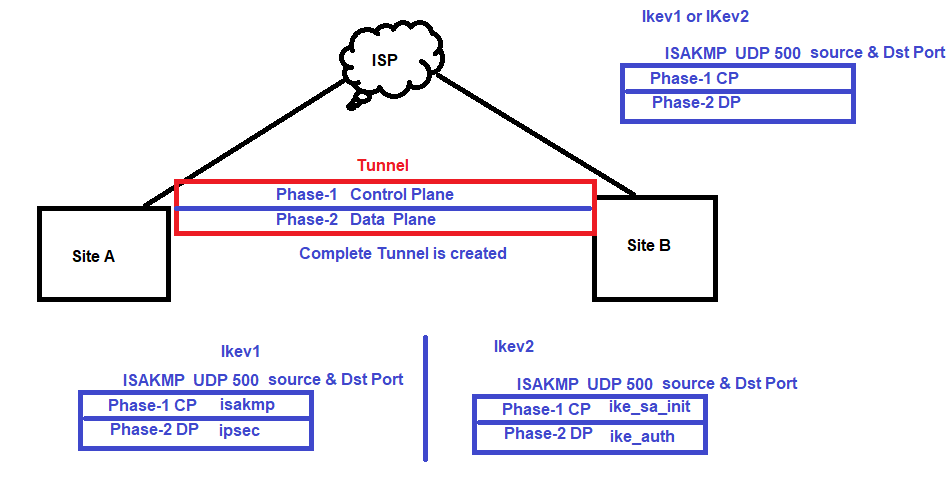 Ikev1 or IKev2
ISAKMP UDP 500 source & Dst Port
Phase-1 CP
Phase-2 DP
ISP
Tunnel
Phase-1 Control Plane
Phase-2 Data Plane
Site A
Site B
Complete Tunnel is created
Ikev1
ISAKMP UDP 500 source & Dst Port
Phase-1 CP isakmp
Phase-2 DP ipsec
Ikev2
ISAKMP UDP 500 source & Dst Port
Phase-1 CP ike_sa_init
Phase-2 DP ike_auth